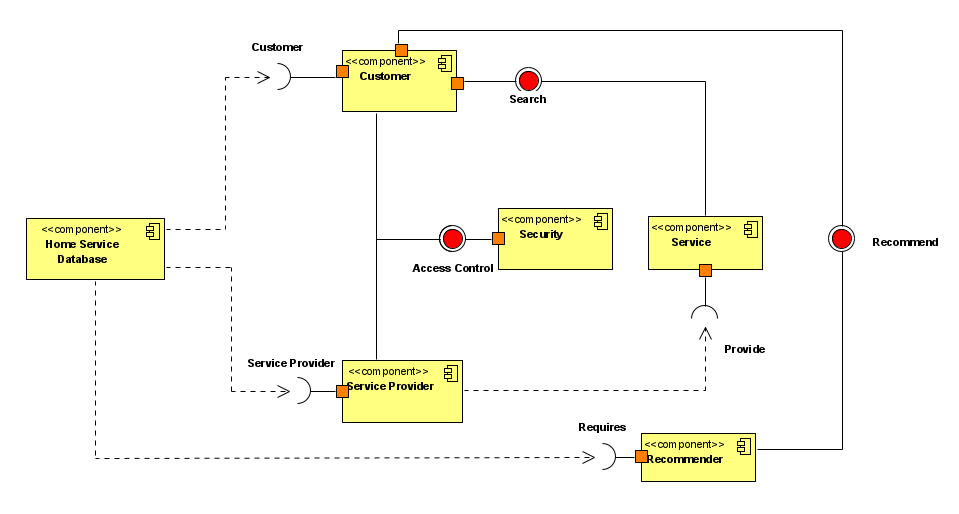 Customer
<<component>>
Customer
Search
<<component>>
Home Service
Database
<<component>>
Security
Access Control
<<component>>
Service
Recommend
Provide
Service Provider
<<component>>
Service Provider
Requires
<<component>>
Recommender